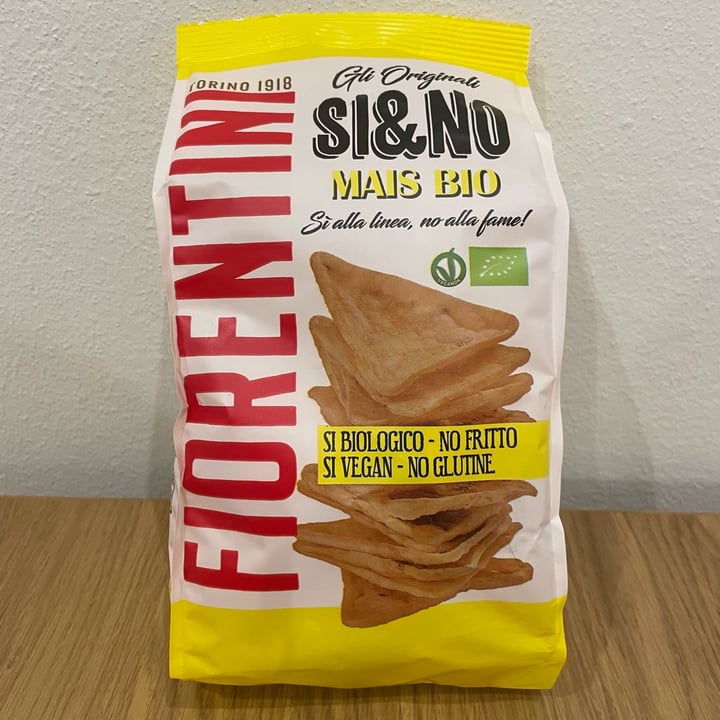 TORINO 1918
FIORENTINI
Gli Originali
SI&NO
MAIS BIO
Sì alla linea, no alla fame!
VEGANOK
SI BIOLOGICO - NO FRITTO
SI VEGAN - NO GLUTINE